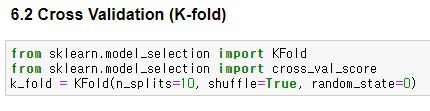 6.2 Cross Validation (K-fold)
from sklearn.model_selection import KFold
from sklearn.model_selection import cross_val_score
k_fold = KFold(n_splits=10, shuffle=True, random_state=0)